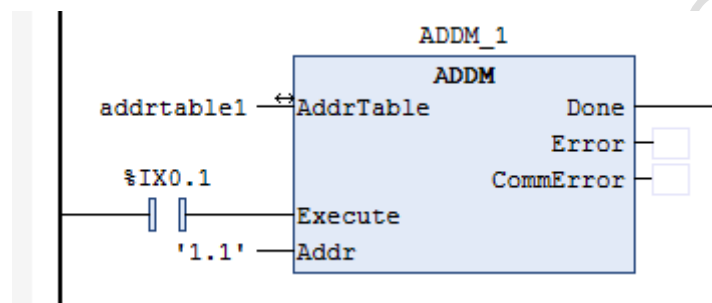 ADDM_1
ADDM
addrtable1 AddrTable Done
Error
%IX0.1 CommError
Execute
'1.1' Addr